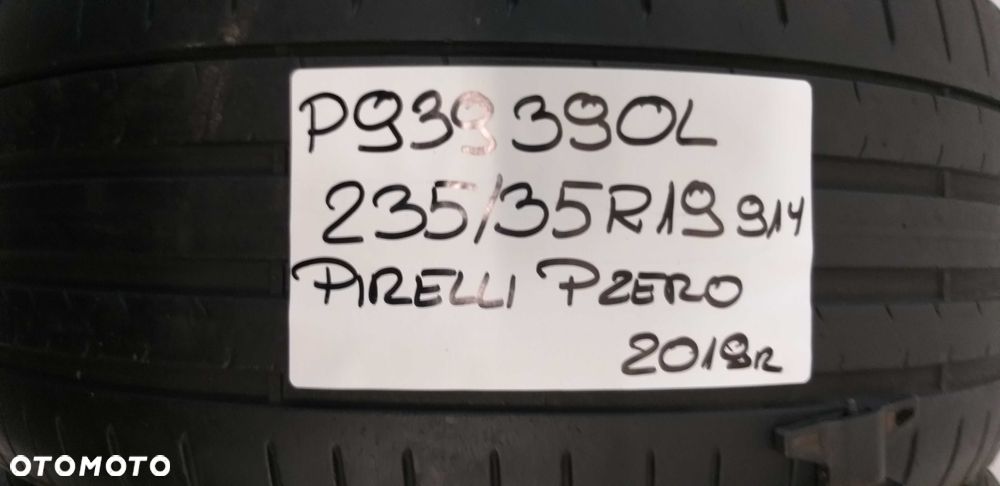 P939 390L
235/35R19 91Y
PIRELLI PZERO
2018R
OTOMOTO